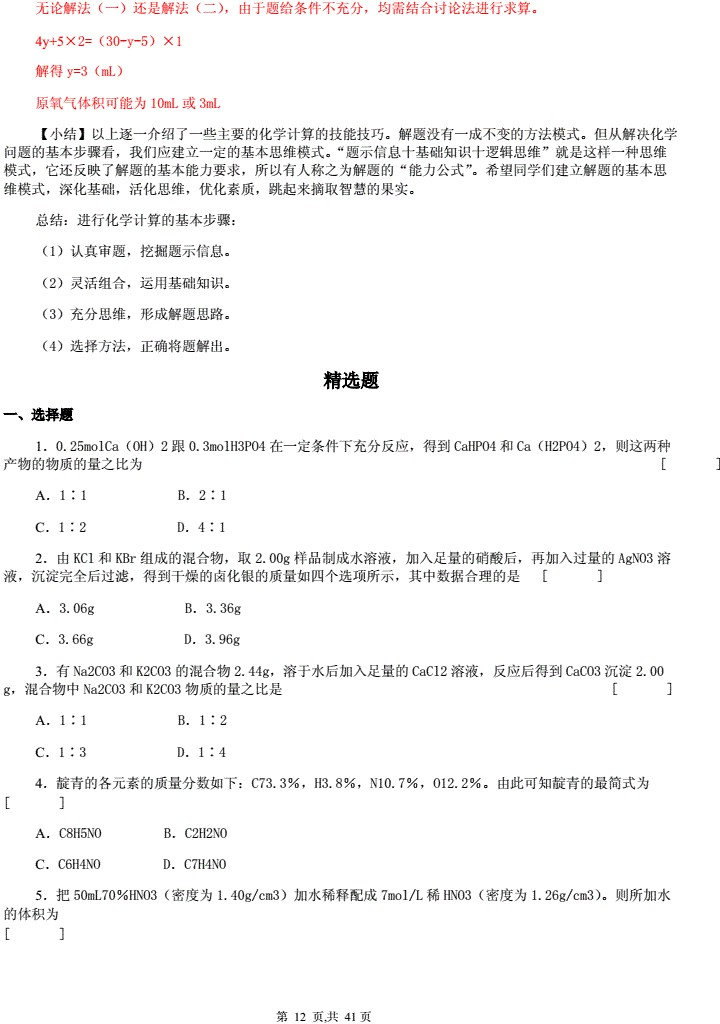 无论解法（一）还是解法（二），由于题给条件不充分，均需结合讨论法进行求算。
4y+5×2=（30-y-5）×1
解得 y=3（mL）
原氧气体积可能为 10mL 或 3mL
【小结】以上逐一介绍了一些主要的化学计算的技能技巧。解题没有一成不变的方法模式。但从解决化学
问题的基本步骤看，我们应建立一定的基本思维模式。“题示信息十基础知识十逻辑思维”就是这样一种思维
模式，它还反映了解题的基本能力要求，所以有人称之为解题的“能力公式”。希望同学们建立解题的基本思
维模式，深化基础，活化思维，优化素质，跳起来摘取智慧的果实。
总结：进行化学计算的基本步骤：
（1）认真审题，挖掘题示信息。
（2）灵活组合，运用基础知识。
（3）充分思维，形成解题思路。
（4）选择方法，正确将题解出。
精选题
一、选择题
1．0.25molCa（OH）2 跟 0.3molH3PO4 在一定条件下充分反应，得到 CaHPO4 和 Ca（H2PO4）2，则这两种
产物的物质的量之比为 [ ]
A．1∶1 B．2∶1
C．1∶2 D．4∶1
2．由 KCl 和 KBr 组成的混合物，取 2.00g 样品制成水溶液，加入足量的硝酸后，再加入过量的 AgNO3 溶
液，沉淀完全后过滤，得到干燥的卤化银的质量如四个选项所示，其中数据合理的是 [ ]
A．3.06g B．3.36g
C．3.66g D．3.96g
3．有 Na2CO3 和 K2CO3 的混合物 2.44g，溶于水后加入足量的 CaCl2 溶液，反应后得到 CaCO3 沉淀 2.00
g，混合物中 Na2CO3 和 K2CO3 物质的量之比是 [ ]
A．1∶1 B．1∶2
C．1∶3 D．1∶4
4．靛青的各元素的质量分数如下：C73.3％，H3.8％，N10.7％，O12.2％。由此可知靛青的最简式为
[ ]
A．C8H5NO B．C2H2NO
C．C6H4NO D．C7H4NO
5．把 50mL70％HNO3（密度为 1.40g/cm3）加水稀释配成 7mol/L 稀 HNO3（密度为 1.26g/cm3）。则所加水
的体积为
[ ]
第 12 页,共 41 页